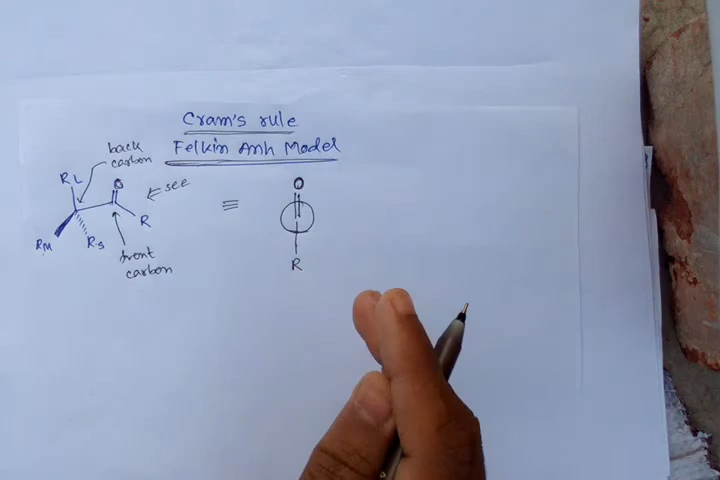 Cram's rule
Felkin Anh Model
back
carbon
RL
O
see
R
RM
RS
front
carbon
≡
O
R